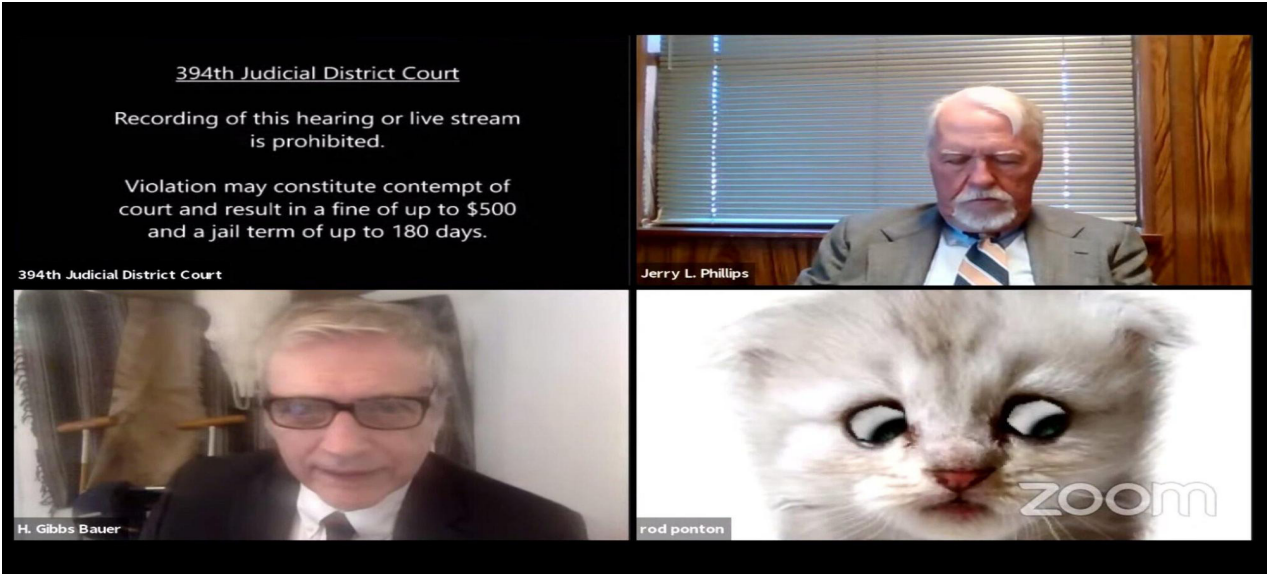 394th Judicial District Court
Recording of this hearing or live stream
is prohibited.
Violation may constitute contempt of
court and result in a fine of up to $500
and a jail term of up to 180 days.
394th Judicial District Court
Jerry L. Phillips
H. Gibbs Bauer
rod ponton
zoom